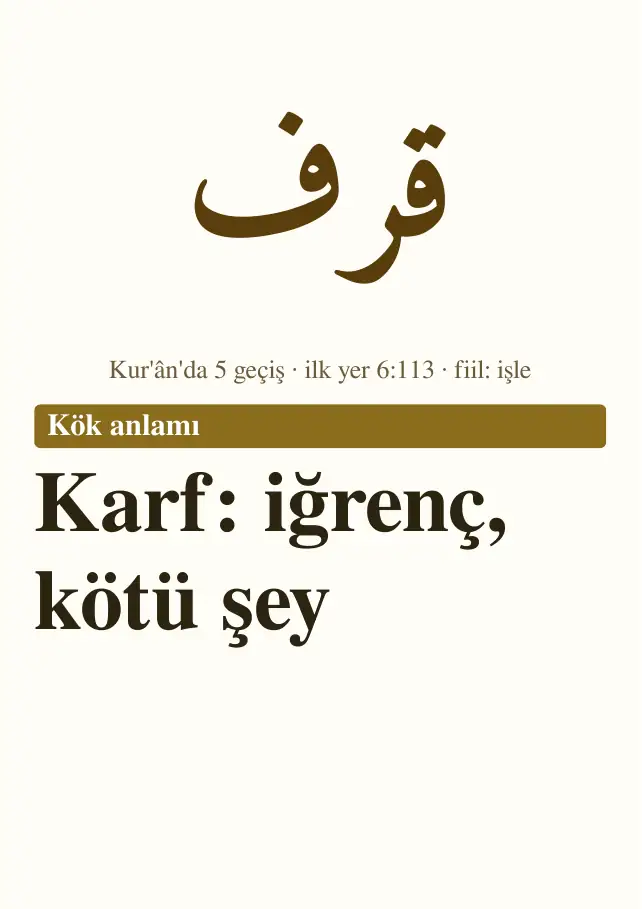 قرف
Kur'ân'da 5 geçiş · ilk yer 6:113 · fiil: işle
Kök anlamı
Karf: iğrenç,
kötü şey